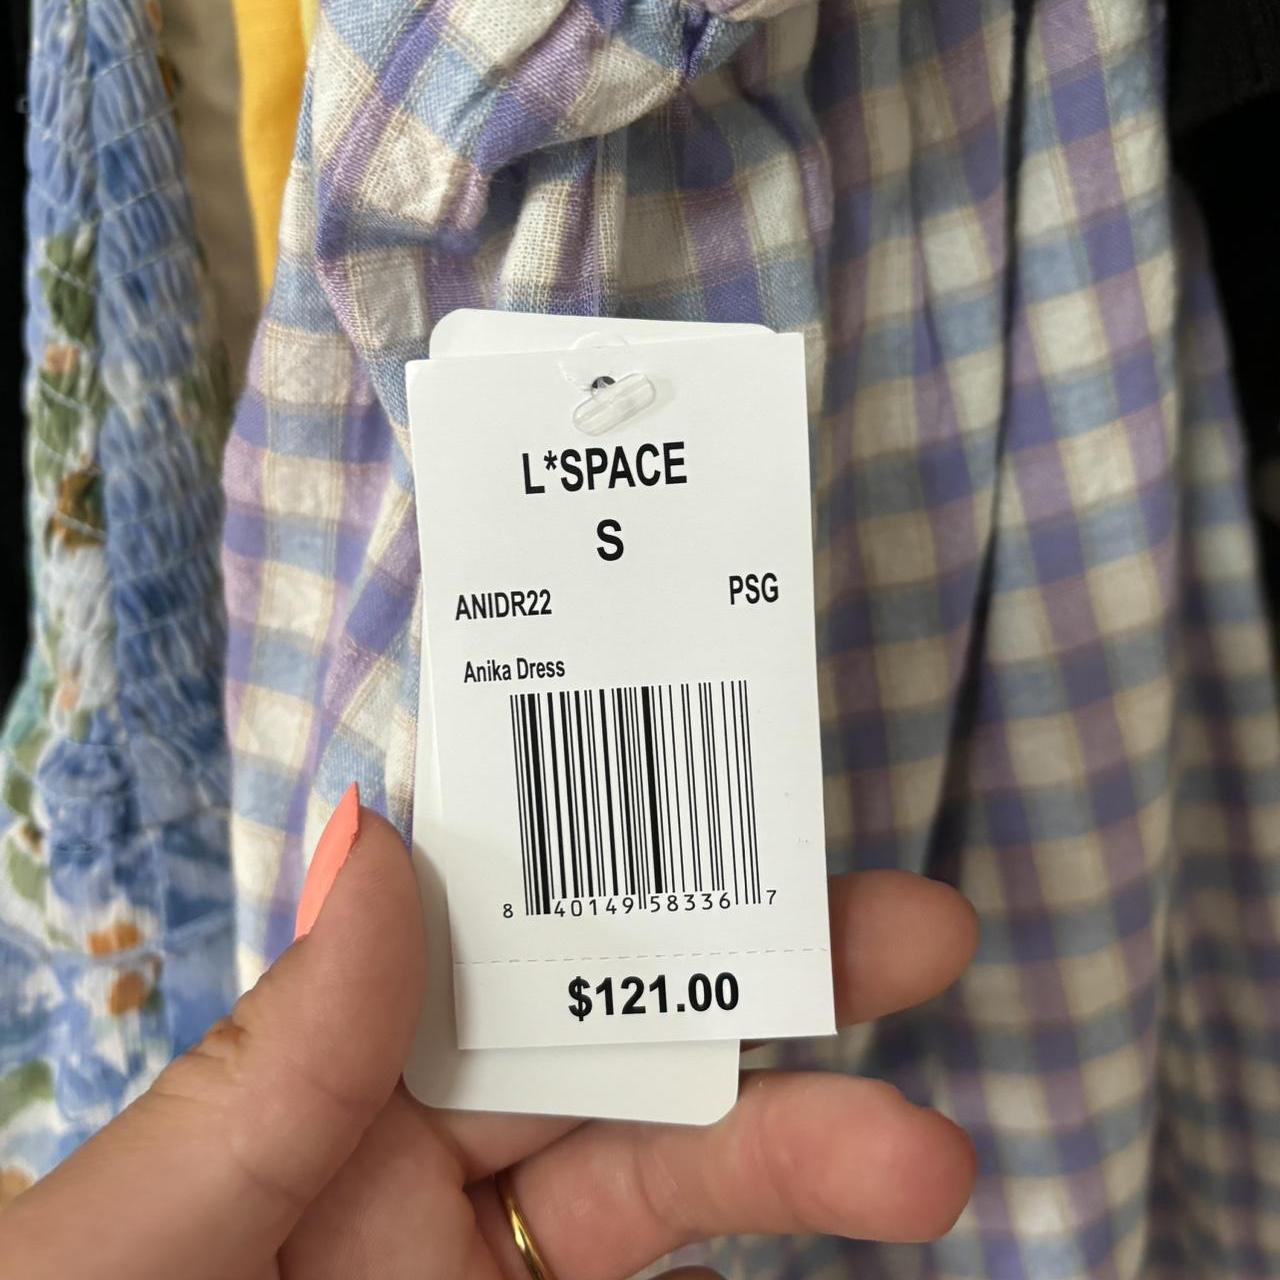 L*SPACE
S
ANIDR22 PSG
Anika Dress
8 40149 58336 7
$121.00